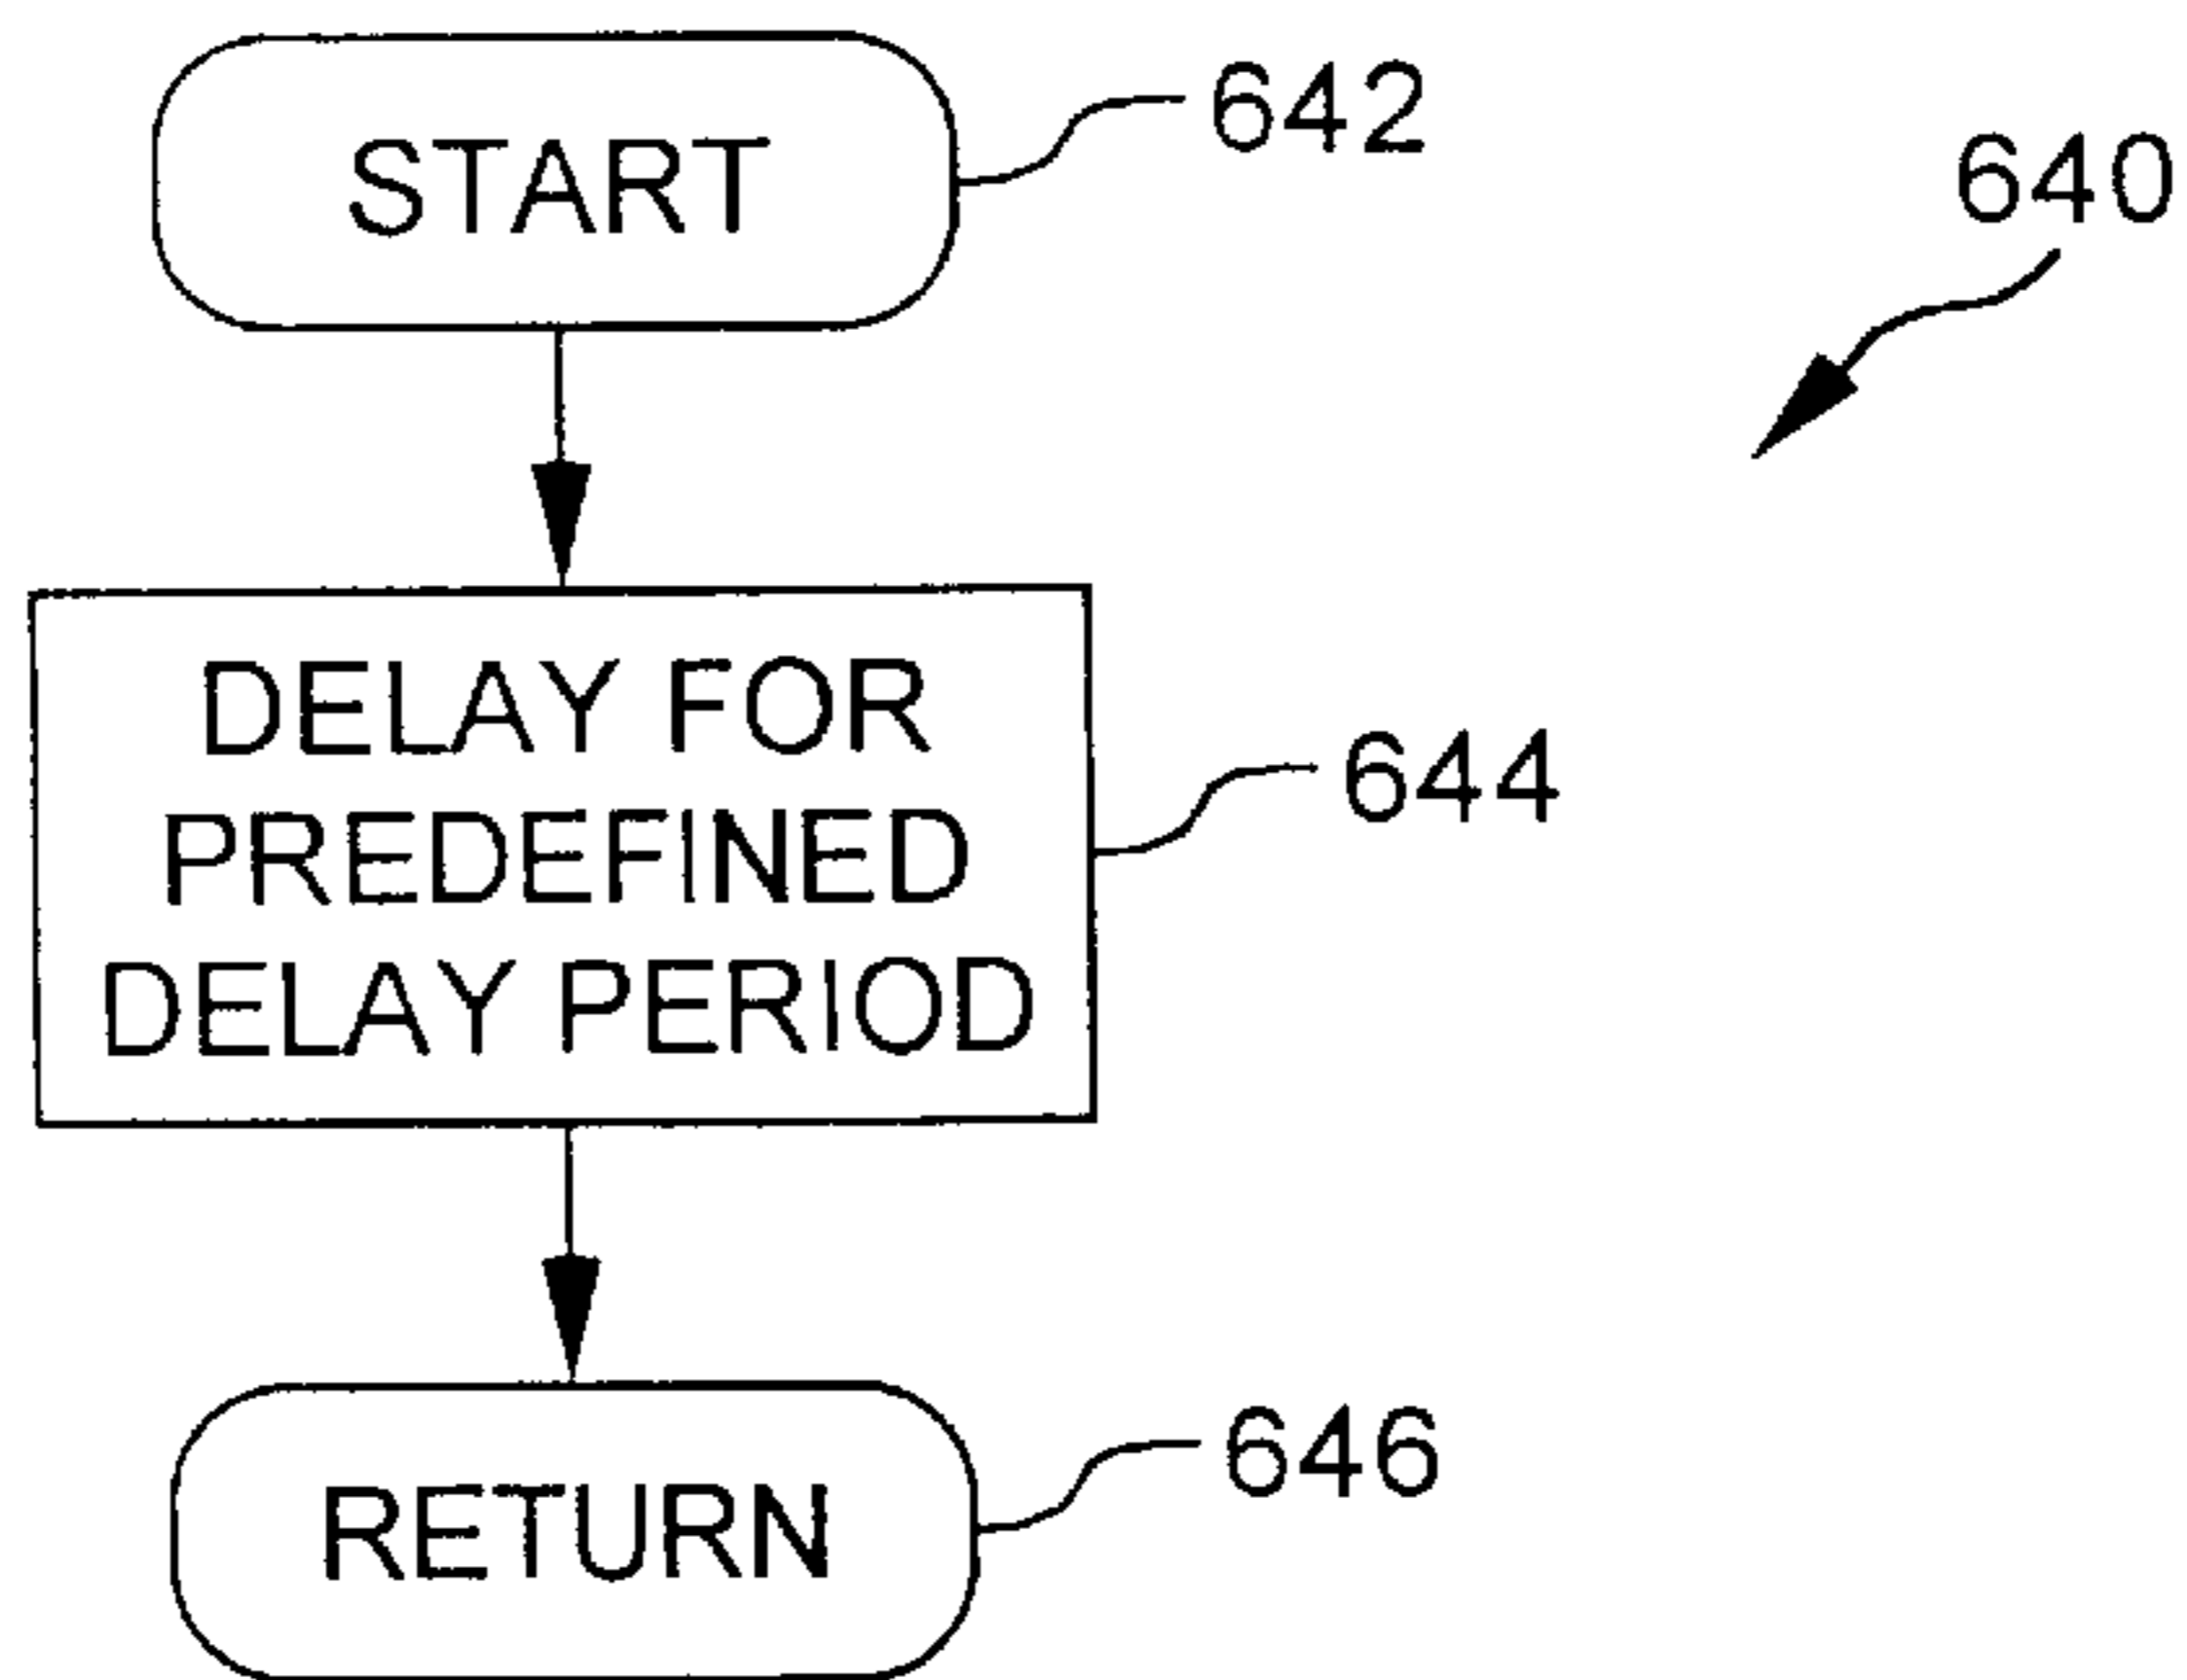 START
642
640
DELAY FOR
PREDEFINED
DELAY PERIOD
644
RETURN
646